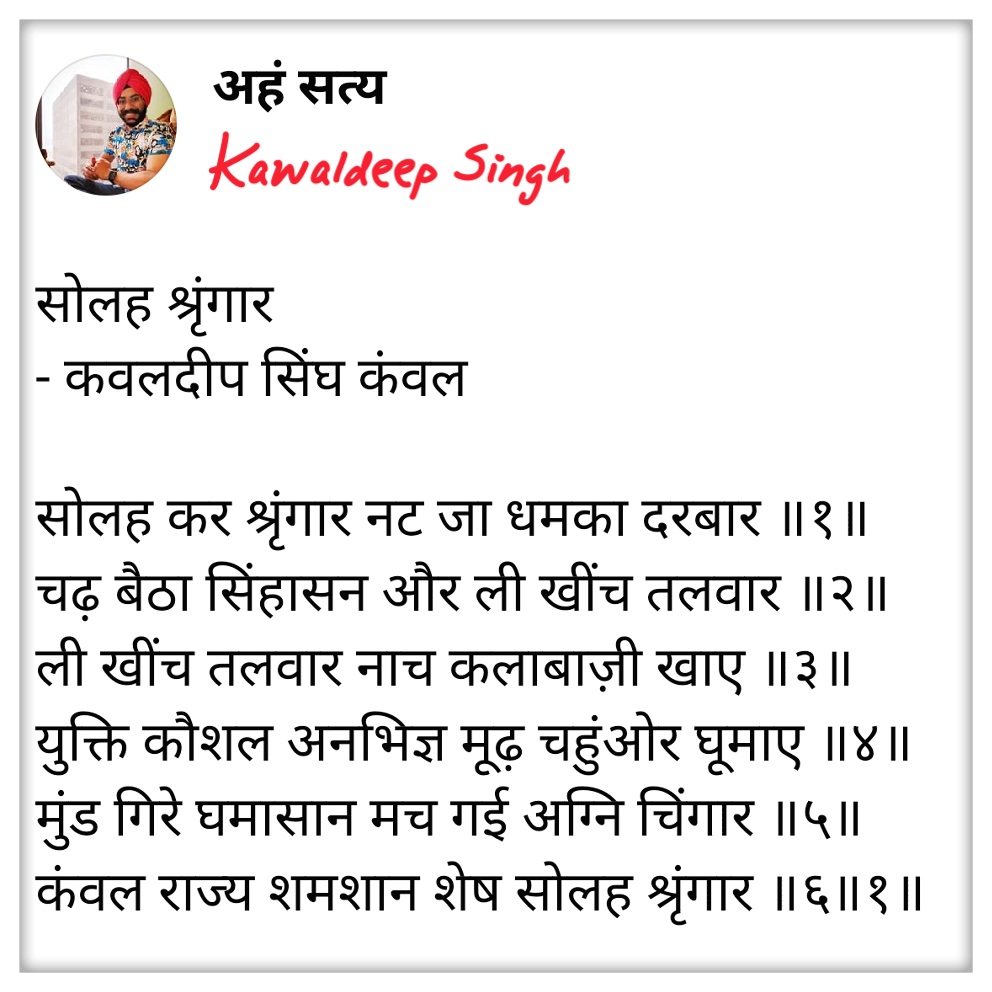 अहं सत्य
Kawaldeep Singh
सोलह श्रृंगार
- कवलदीप सिंघ कंवल
सोलह कर श्रृंगार नट जा धमका दरबार ॥१॥
चढ़ बैठा सिंहासन और ली खींच तलवार ॥२॥
ली खींच तलवार नाच कलाबाज़ी खाए ॥३॥
युक्ति कौशल अनभिज्ञ मूढ़ चहुंओर घूमाए ॥४॥
मुंड गिरे घमासान मच गई अग्नि चिंगार ॥५॥
कंवल राज्य शमशान शेष सोलह श्रृंगार ॥६॥१॥